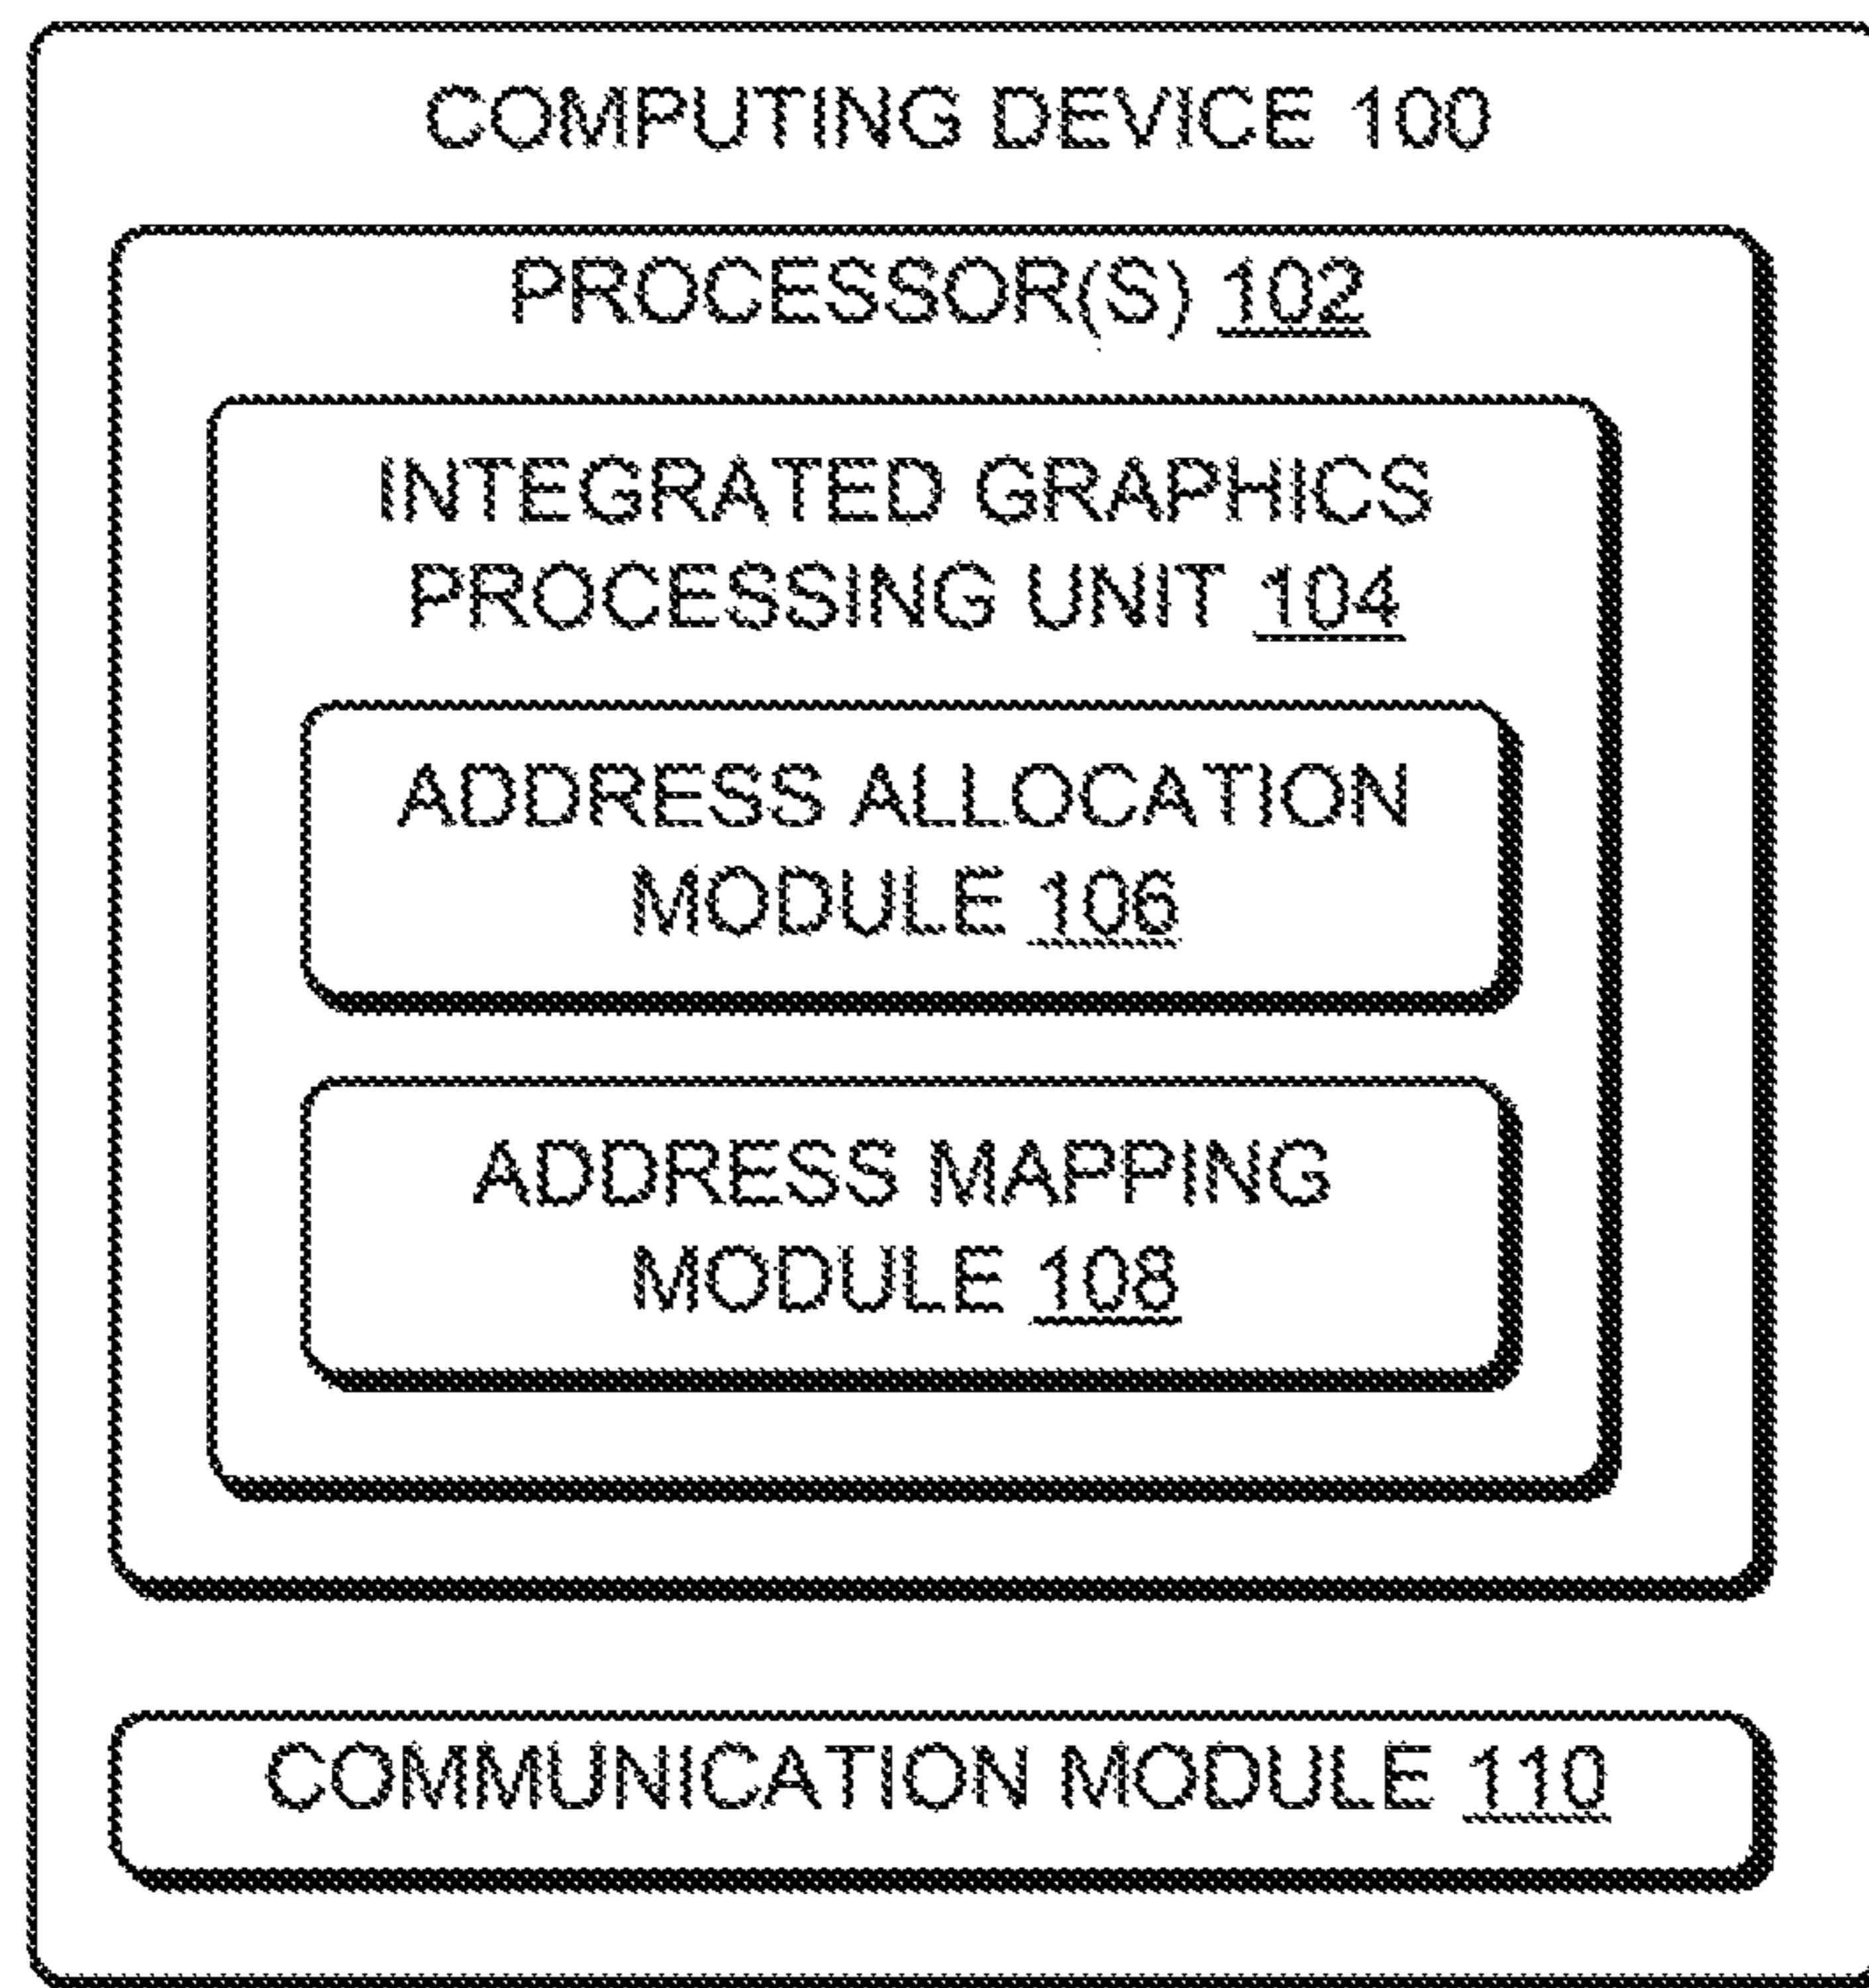 COMPUTING DEVICE 100
PROCESSOR(S) 102
INTEGRATED GRAPHICS
PROCESSING UNIT 104
ADDRESS ALLOCATION
MODULE 106
ADDRESS MAPPING
MODULE 108
COMMUNICATION MODULE 110